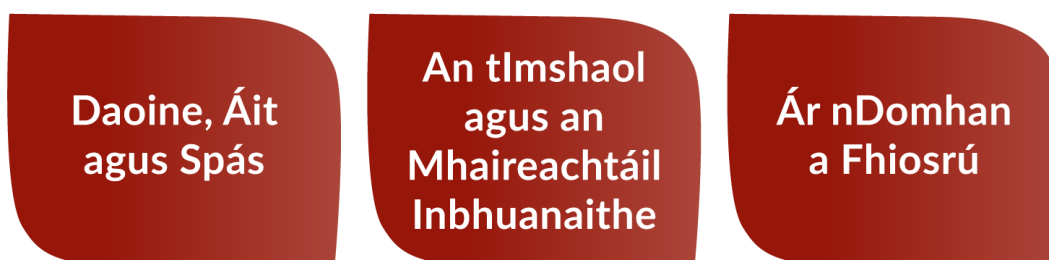 Daoine, Áit
agus Spás
An tImshaol
agus an
Mhaireachtáil
Inbhuanaithe
Ár nDomhan
a Fhiosrú